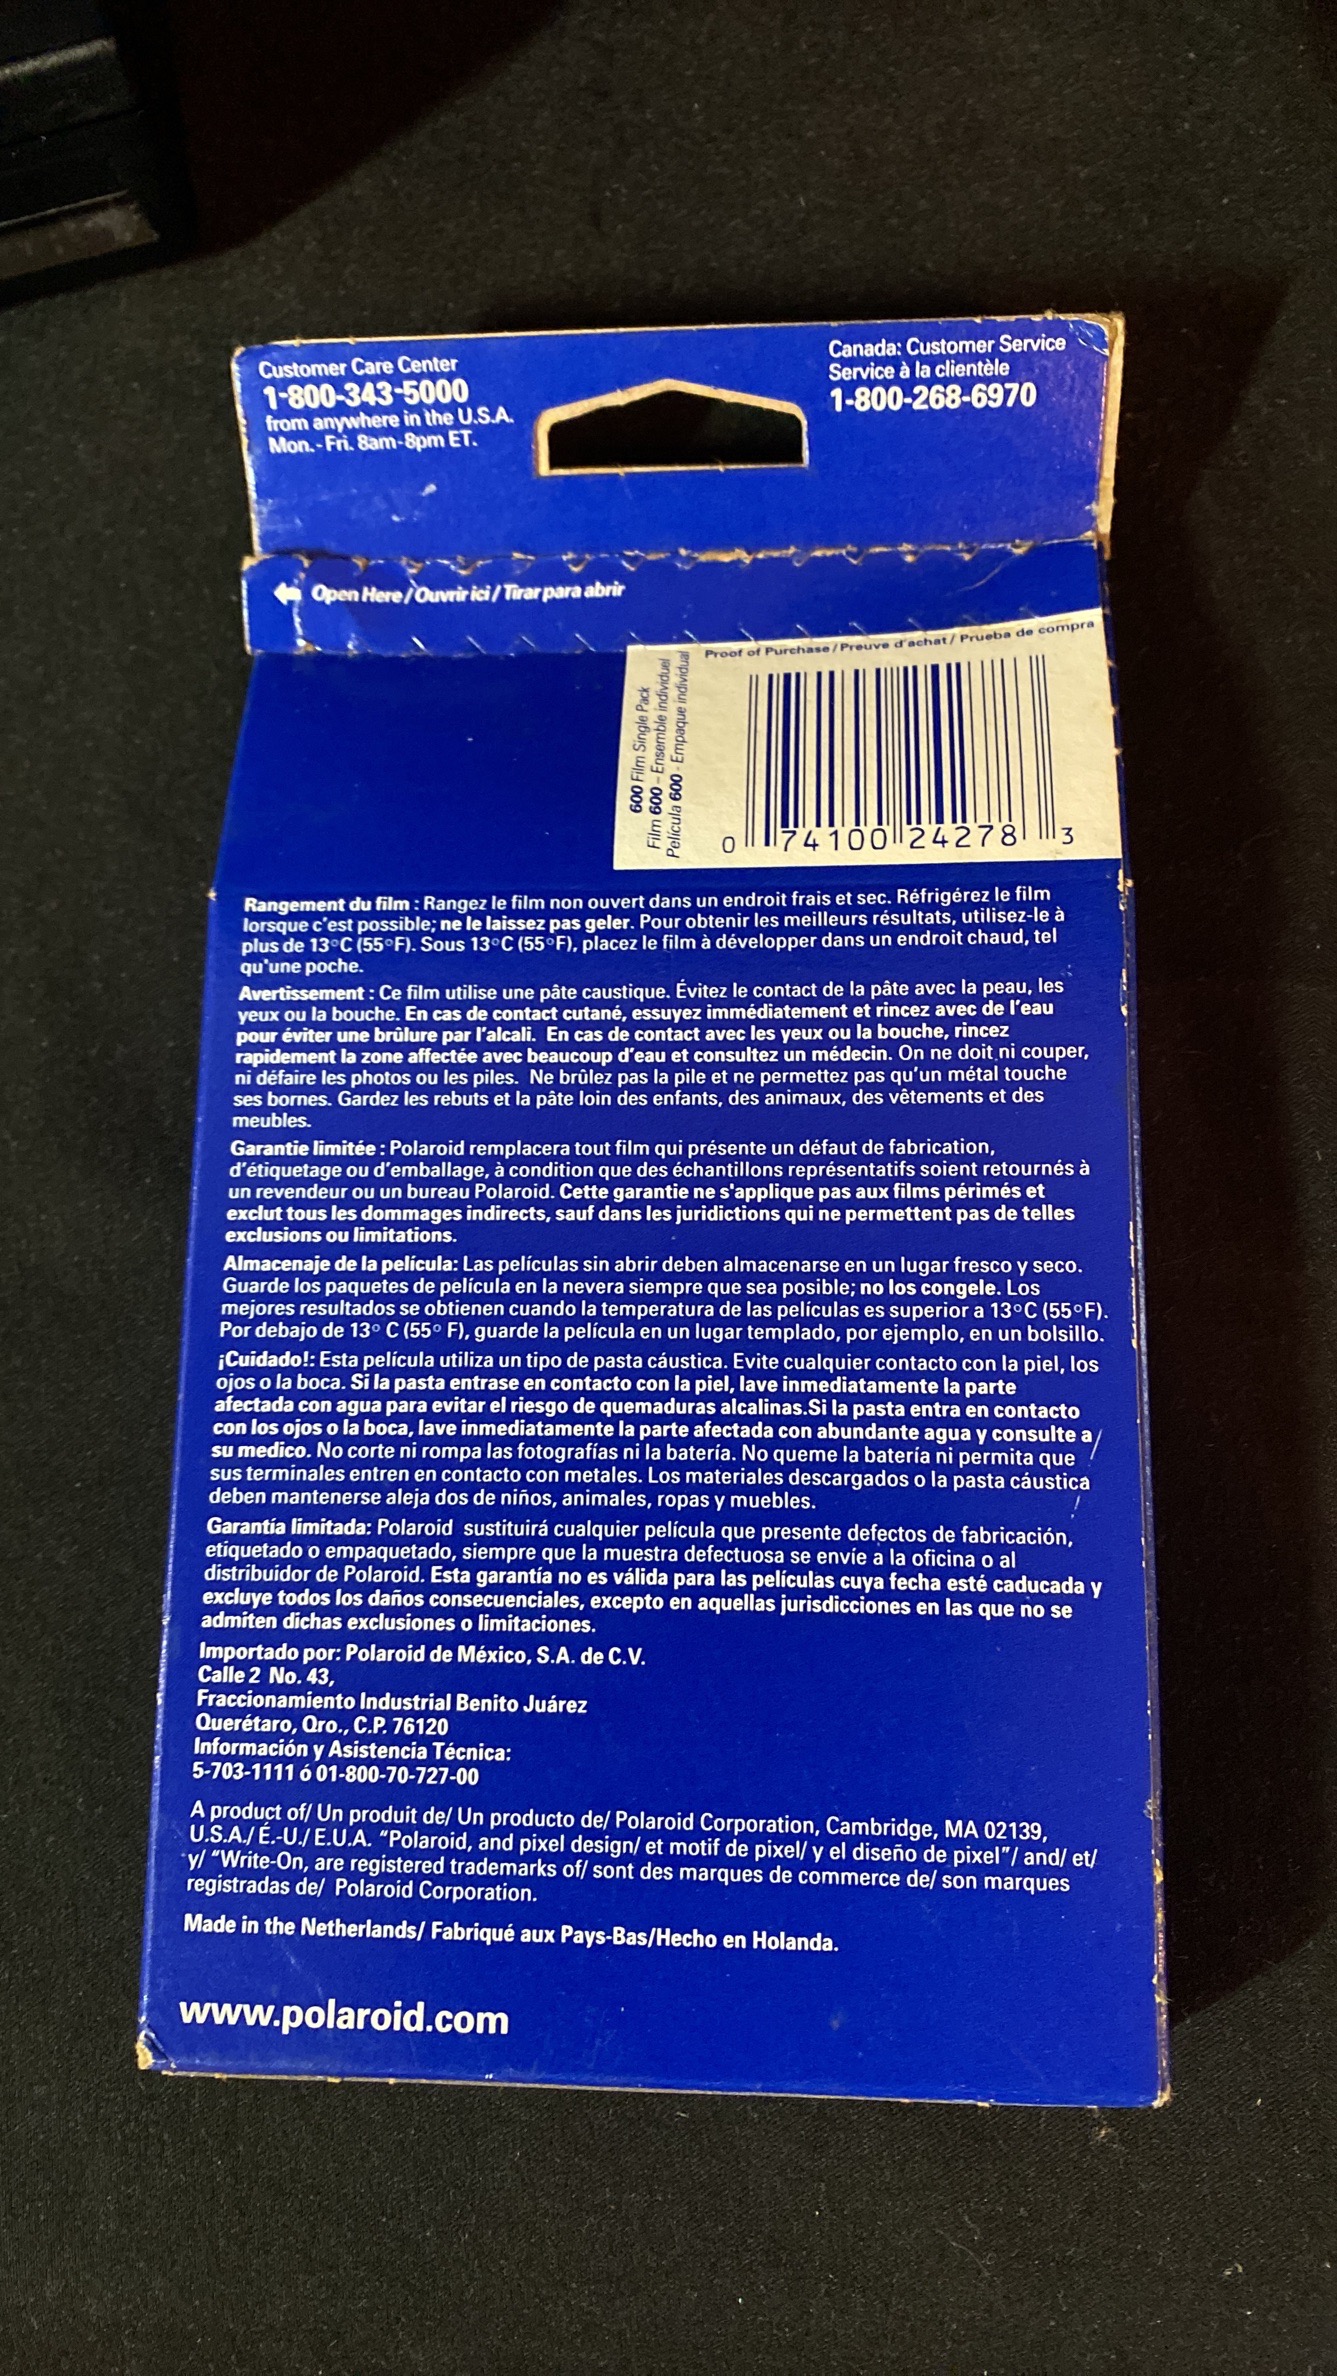 Customer Care Center
1-800-343-5000
from anywhere in the U.S.A.
Mon.-Fri. 8am-8pm ET.
Canada: Customer Service
Service à la clientèle
1-800-268-6970
Open Here / Ouvrir ici / Tirar para abrir
Proof of Purchase / Preuve d'achat / Prueba de compra
600 Film Single Pack
Film 600 – Ensemble individuel
Película 600 - Empaque individual
0 74100 24278 3
Rangement du film : Rangez le film non ouvert dans un endroit frais et sec. Réfrigérez le film
lorsque c'est possible; ne le laissez pas geler. Pour obtenir les meilleurs résultats, utilisez-le à
plus de 13°C (55°F). Sous 13°C (55°F), placez le film à développer dans un endroit chaud, tel
qu'une poche.
Avertissement : Ce film utilise une pâte caustique. Évitez le contact de la pâte avec la peau, les
yeux ou la bouche. En cas de contact cutané, essuyez immédiatement et rincez avec de l'eau
pour éviter une brûlure par l'alcali. En cas de contact avec les yeux ou la bouche, rincez
rapidement la zone affectée avec beaucoup d'eau et consultez un médecin. On ne doit ni couper,
ni défaire les photos ou les piles. Ne brûlez pas la pile et ne permettez pas qu'un métal touche
ses bornes. Gardez les rebuts et la pâte loin des enfants, des animaux, des vêtements et des
meubles.
Garantie limitée : Polaroid remplacera tout film qui présente un défaut de fabrication,
d'étiquetage ou d'emballage, à condition que des échantillons représentatifs soient retournés à
un revendeur ou un bureau Polaroid. Cette garantie ne s'applique pas aux films périmés et
exclut tous les dommages indirects, sauf dans les juridictions qui ne permettent pas de telles
exclusions ou limitations.
Almacenaje de la película: Las películas sin abrir deben almacenarse en un lugar fresco y seco.
Guarde los paquetes de película en la nevera siempre que sea posible; no los congele. Los
mejores resultados se obtienen cuando la temperatura de las películas es superior a 13°C (55°F).
Por debajo de 13° C (55° F), guarde la película en un lugar templado, por ejemplo, en un bolsillo.
¡Cuidado!: Esta película utiliza un tipo de pasta cáustica. Evite cualquier contacto con la piel, los
ojos o la boca. Si la pasta entrase en contacto con la piel, lave inmediatamente la parte
afectada con agua para evitar el riesgo de quemaduras alcalinas.Si la pasta entra en contacto
con los ojos o la boca, lave inmediatamente la parte afectada con abundante agua y consulte a
su medico. No corte ni rompa las fotografías ni la batería. No queme la batería ni permita que
sus terminales entren en contacto con metales. Los materiales descargados o la pasta cáustica
deben mantenerse aleja dos de niños, animales, ropas y muebles.
Garantía limitada: Polaroid sustituirá cualquier película que presente defectos de fabricación,
etiquetado o empaquetado, siempre que la muestra defectuosa se envíe a la oficina o al
distribuidor de Polaroid. Esta garantía no es válida para las películas cuya fecha esté caducada y
excluye todos los daños consecuenciales, excepto en aquellas jurisdicciones en las que no se
admiten dichas exclusiones o limitaciones.
Importado por: Polaroid de México, S.A. de C.V.
Calle 2 No. 43,
Fraccionamiento Industrial Benito Juárez
Querétaro, Qro., C.P. 76120
Información y Asistencia Técnica:
5-703-1111 ó 01-800-70-727-00
A product of/ Un produit de/ Un producto de/ Polaroid Corporation, Cambridge, MA 02139,
U.S.A./ É.-U./ E.U.A. "Polaroid, and pixel design/ et motif de pixel/ y el diseño de pixel"/ and/ et/
y/ "Write-On, are registered trademarks of/ sont des marques de commerce de/ son marques
registradas de/ Polaroid Corporation.
Made in the Netherlands/ Fabriqué aux Pays-Bas/Hecho en Holanda.
www.polaroid.com